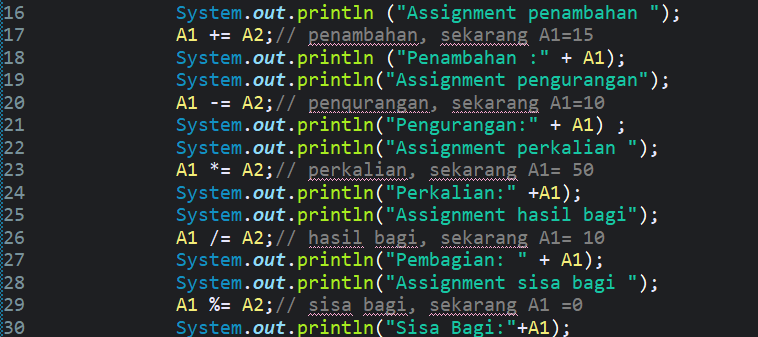 16 System.out.println ("Assignment penambahan ");
17 A1 += A2;// penambahan, sekarang A1=15
18 System.out.println ("Penambahan :" + A1);
19 System.out.println("Assignment pengurangan");
20 A1 -= A2;// pengurangan, sekarang A1=10
21 System.out.println("Pengurangan:" + A1) ;
22 System.out.println("Assignment perkalian ");
23 A1 *= A2;// perkalian, sekarang A1= 50
24 System.out.println("Perkalian:" +A1);
25 System.out.println("Assignment hasil bagi");
26 A1 /= A2;// hasil bagi, sekarang A1= 10
27 System.out.println("Pembagian: " + A1);
28 System.out.println("Assignment sisa bagi ");
29 A1 %= A2;// sisa bagi, sekarang A1 =0
30 System.out.println("Sisa Bagi:"+A1);